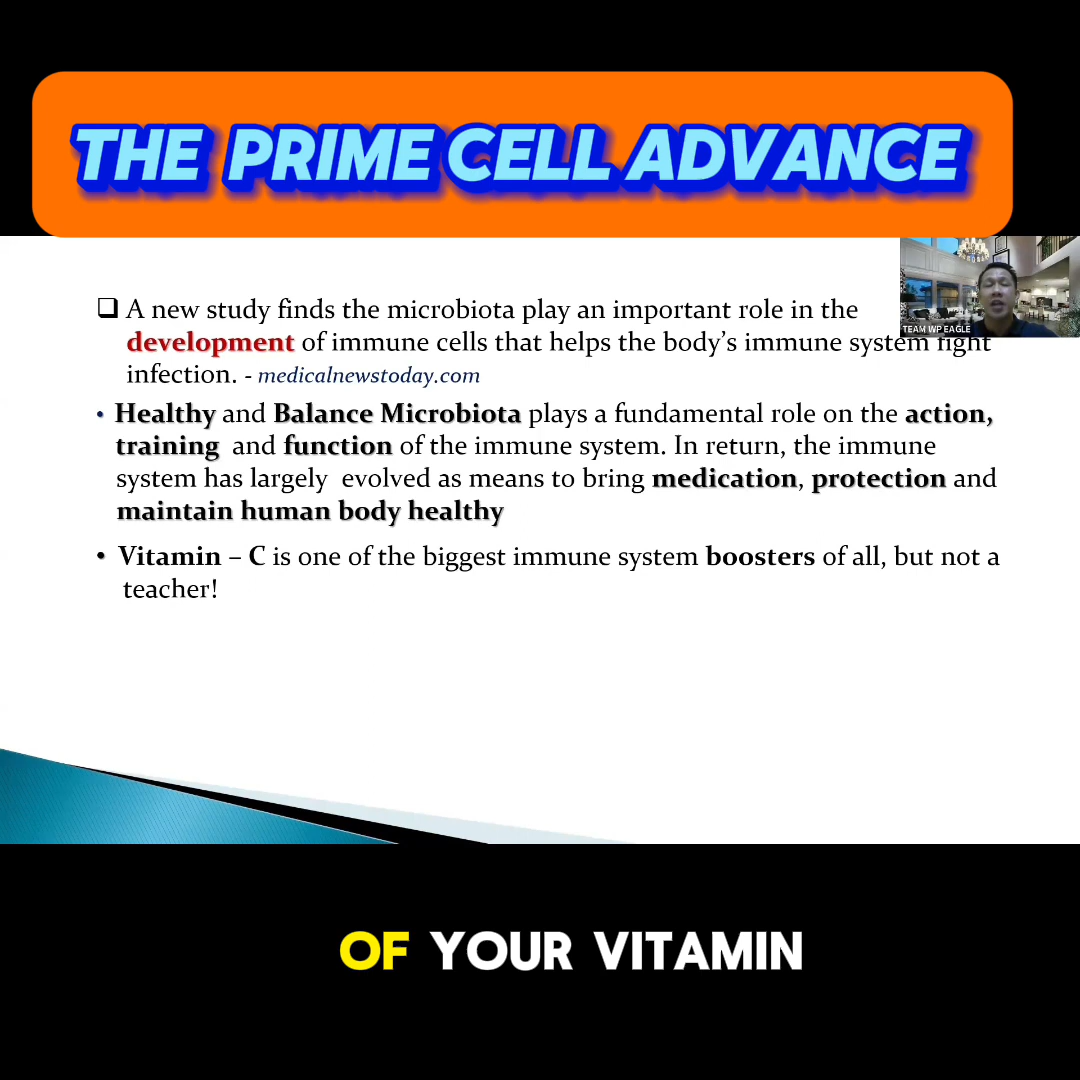 THE PRIME CELL ADVANCE
TEAM WP EAGLE
❑ A new study finds the microbiota play an important role in the
development of immune cells that helps the body's immune system fight
infection. - medicalnewstoday.com
• Healthy and Balance Microbiota plays a fundamental role on the action,
training and function of the immune system. In return, the immune
system has largely evolved as means to bring medication, protection and
maintain human body healthy
• Vitamin – C is one of the biggest immune system boosters of all, but not a
teacher!
OF YOUR VITAMIN